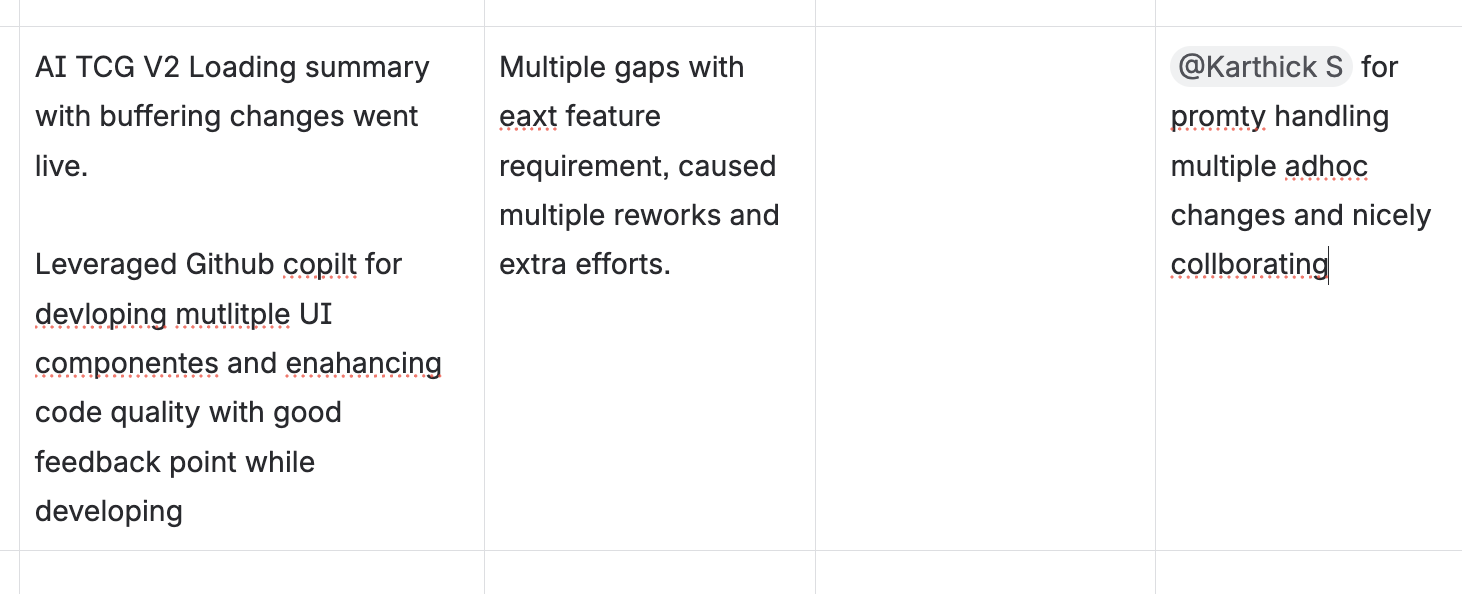 AI TCG V2 Loading summary
with buffering changes went
live.
Leveraged Github copilt for
devloping mutlitple UI
componentes and enahancing
code quality with good
feedback point while
developing
Multiple gaps with
eaxt feature
requirement, caused
multiple reworks and
extra efforts.
@Karthick S for
promty handling
multiple adhoc
changes and nicely
collborating